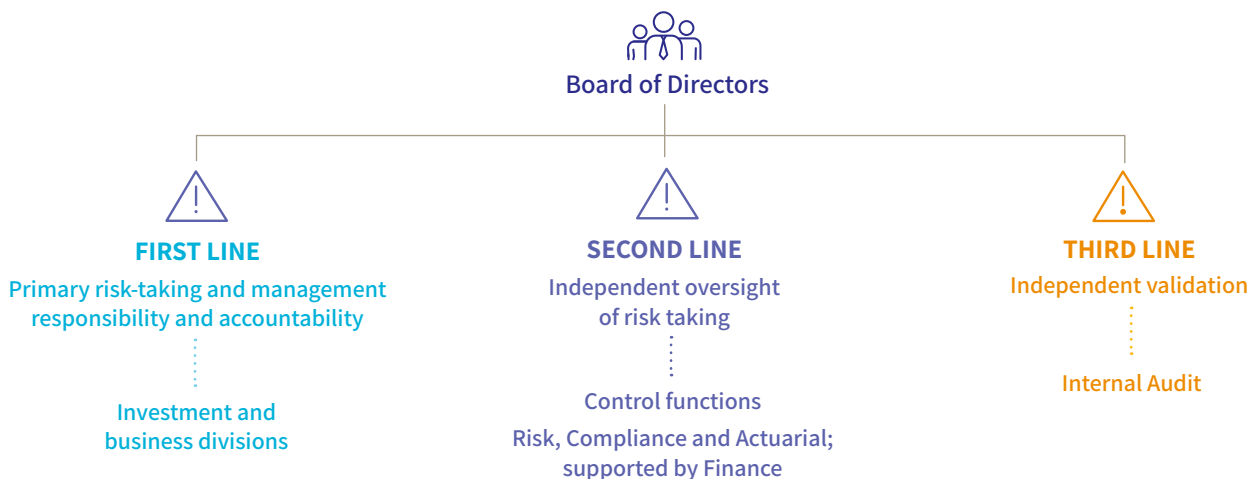 Board of Directors
FIRST LINE
Primary risk-taking and management
responsibility and accountability
Investment and
business divisions
SECOND LINE
Independent oversight
of risk taking
Control functions
Risk, Compliance and Actuarial;
supported by Finance
THIRD LINE
Independent validation
Internal Audit